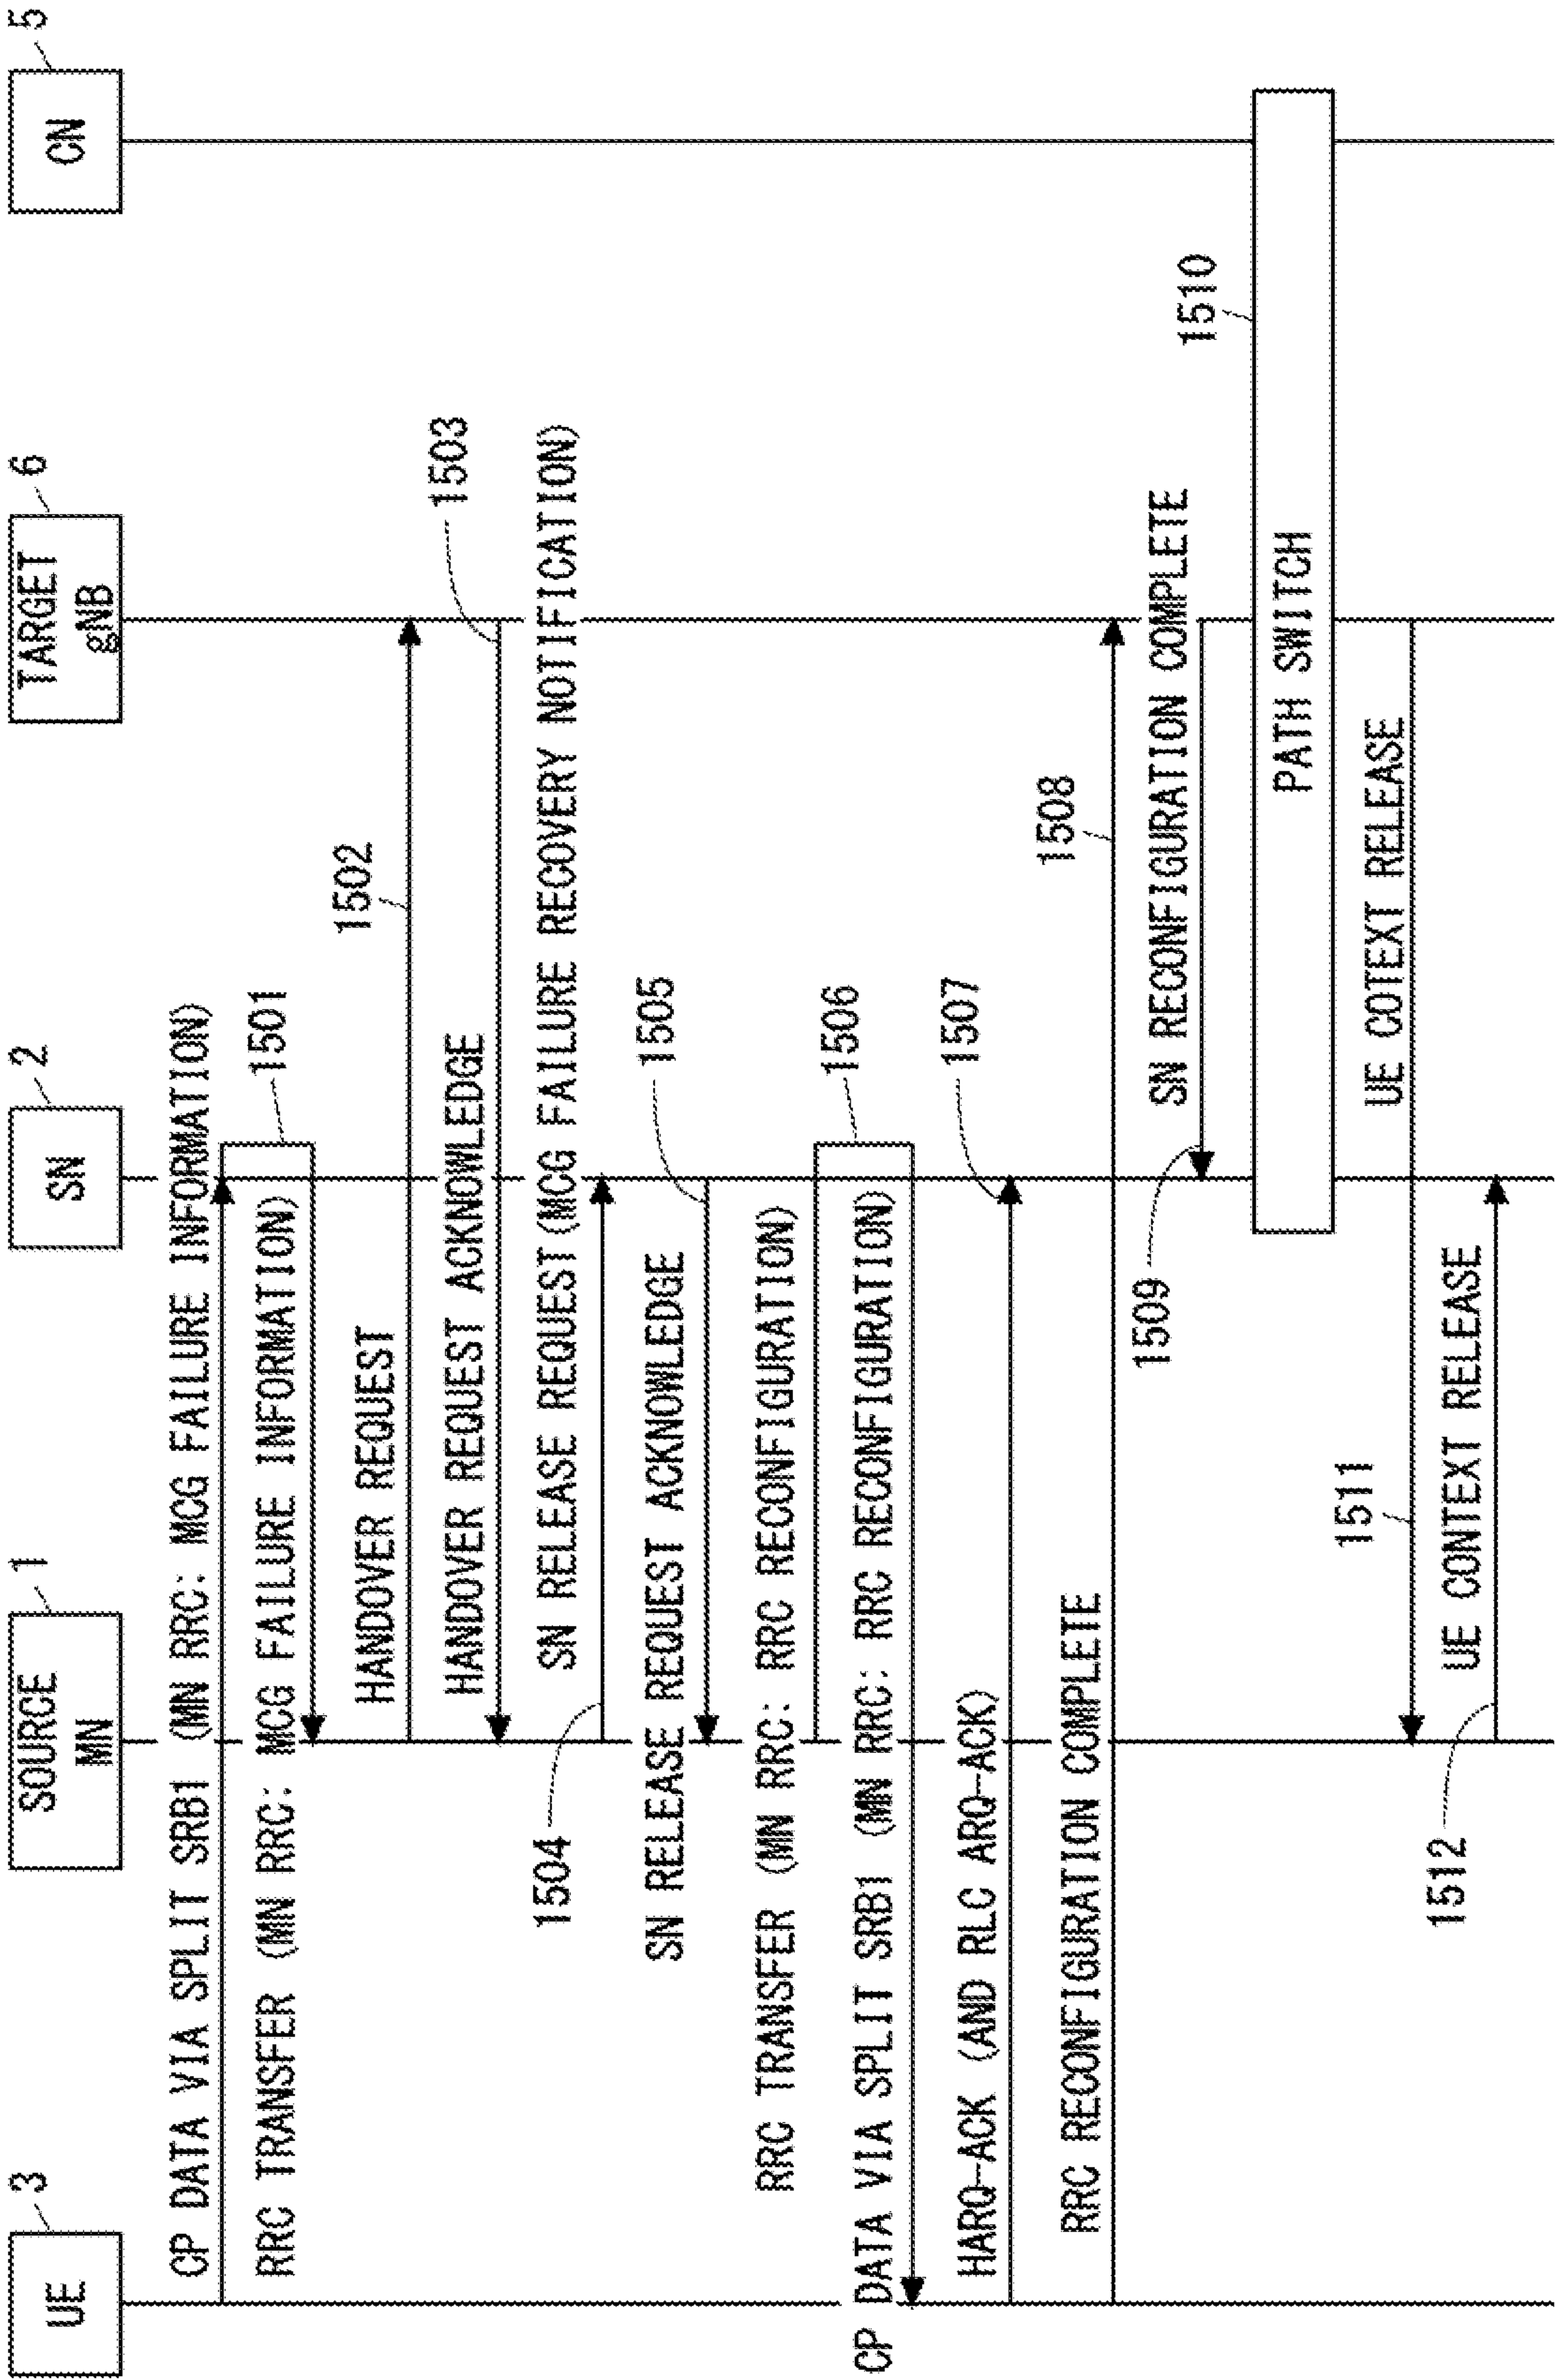 UE
3
SOURCE
MN
1
SN
2
TARGET
gNB
6
CN
5
CP DATA VIA SPLIT SRB1 (MN RRC: MCG FAILURE INFORMATION)
RRC TRANSFER (MN RRC: MCG FAILURE INFORMATION)
1501
HANDOVER REQUEST
1502
HANDOVER REQUEST ACKNOWLEDGE
1503
SN RELEASE REQUEST(MCG FAILURE RECOVERY NOTIFICATION)
1504
SN RELEASE REQUEST ACKNOWLEDGE
1505
RRC TRANSFER (MN RRC: RRC RECONFIGURATION)
1506
CP DATA VIA SPLIT SRB1 (MN RRC: RRC RECONFIGURATION)
HARQ-ACK (AND RLC ARQ-ACK)
1507
RRC RECONFIGURATION COMPLETE
1508
SN RECONFIGURATION COMPLETE
1509
PATH SWITCH
1510
UE COTEXT RELEASE
1511
UE CONTEXT RELEASE
1512